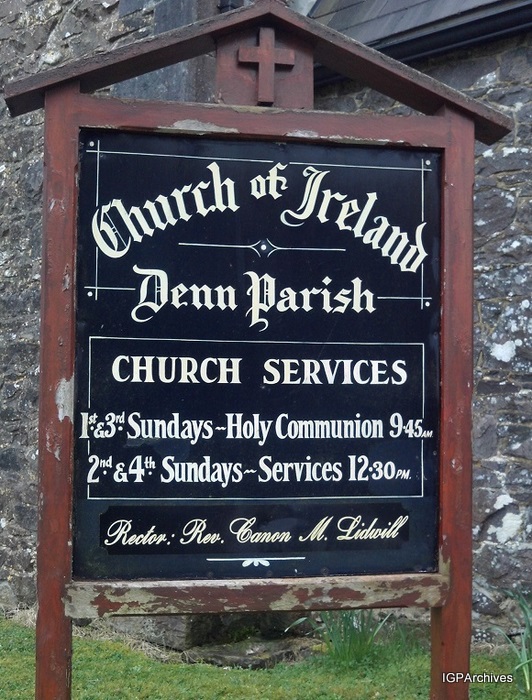 Church of Ireland
Denn Parish
CHURCH SERVICES
1st & 3rd Sundays~Holy Communion 9·45AM
2nd & 4th Sundays~Services 12·30PM.
Rector: Rev. Canon M. Lidwill
IGPArchives